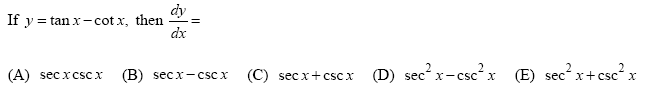 If y = tan x − cot x, then dy/dx =
(A) sec x csc x (B) sec x − csc x (C) sec x + csc x (D) sec² x − csc² x (E) sec² x + csc² x